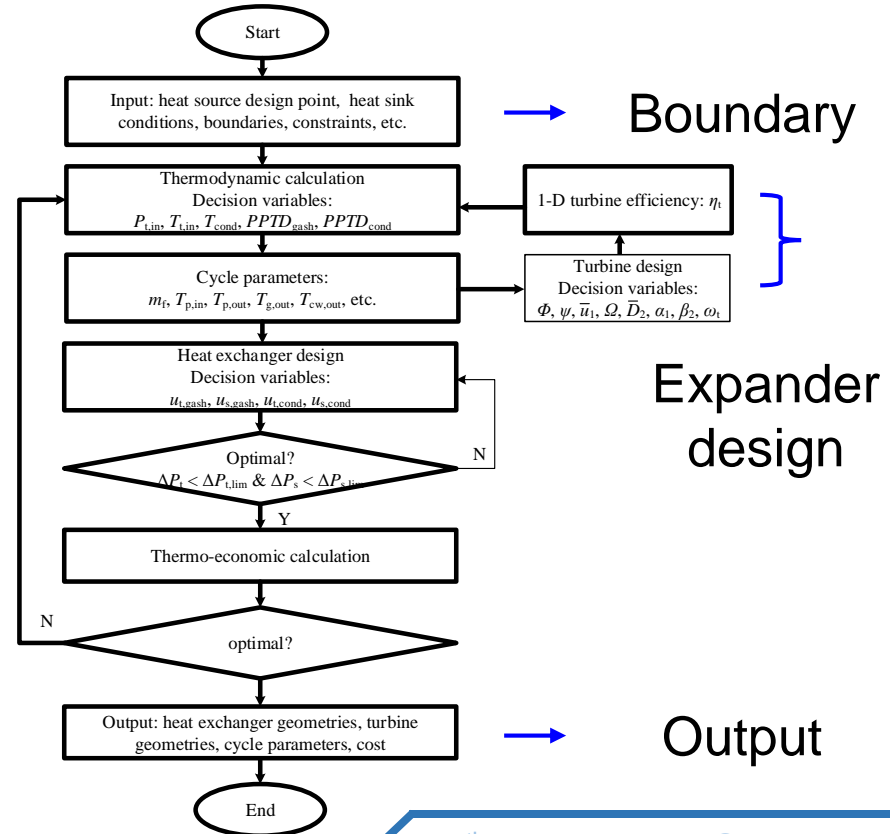 Start
Input: heat source design point, heat sink
conditions, boundaries, constraints, etc.
Boundary
Thermodynamic calculation
Decision variables:
P_t,in, T_t,in, T_cond, PPTD_gash, PPTD_cond
1-D turbine efficiency: η_t
Cycle parameters:
m_f, T_p,in, T_p,out, T_g,out, T_cw,out, etc.
Turbine design
Decision variables:
Φ, ψ, u̅_1, Ω, D̅_2, α_1, β_2, ω_t
Heat exchanger design
Decision variables:
u_t,gash, u_s,gash, u_t,cond, u_s,cond
Expander
design
Optimal?
ΔP_t < ΔP_t,lim & ΔP_s < ΔP_s,lim
N
Y
Thermo-economic calculation
N
optimal?
Output: heat exchanger geometries, turbine
geometries, cycle parameters, cost
Output
End